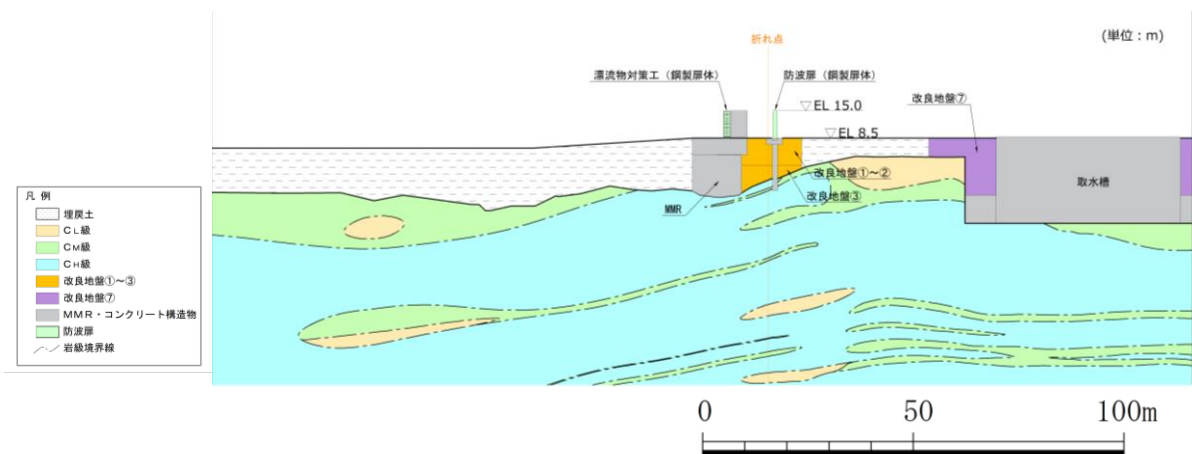 (単位：m)
折れ点
漂流物対策工（鋼製扉体）
防波扉（鋼製扉体）
改良地盤⑦
▽EL 15.0
▽EL 8.5
改良地盤①～②
改良地盤③
MMR
取水槽
凡 例
埋戻土
CL級
CM級
CH級
改良地盤①～③
改良地盤⑦
MMR・コンクリート構造物
防波扉
岩級境界線
0 50 100m